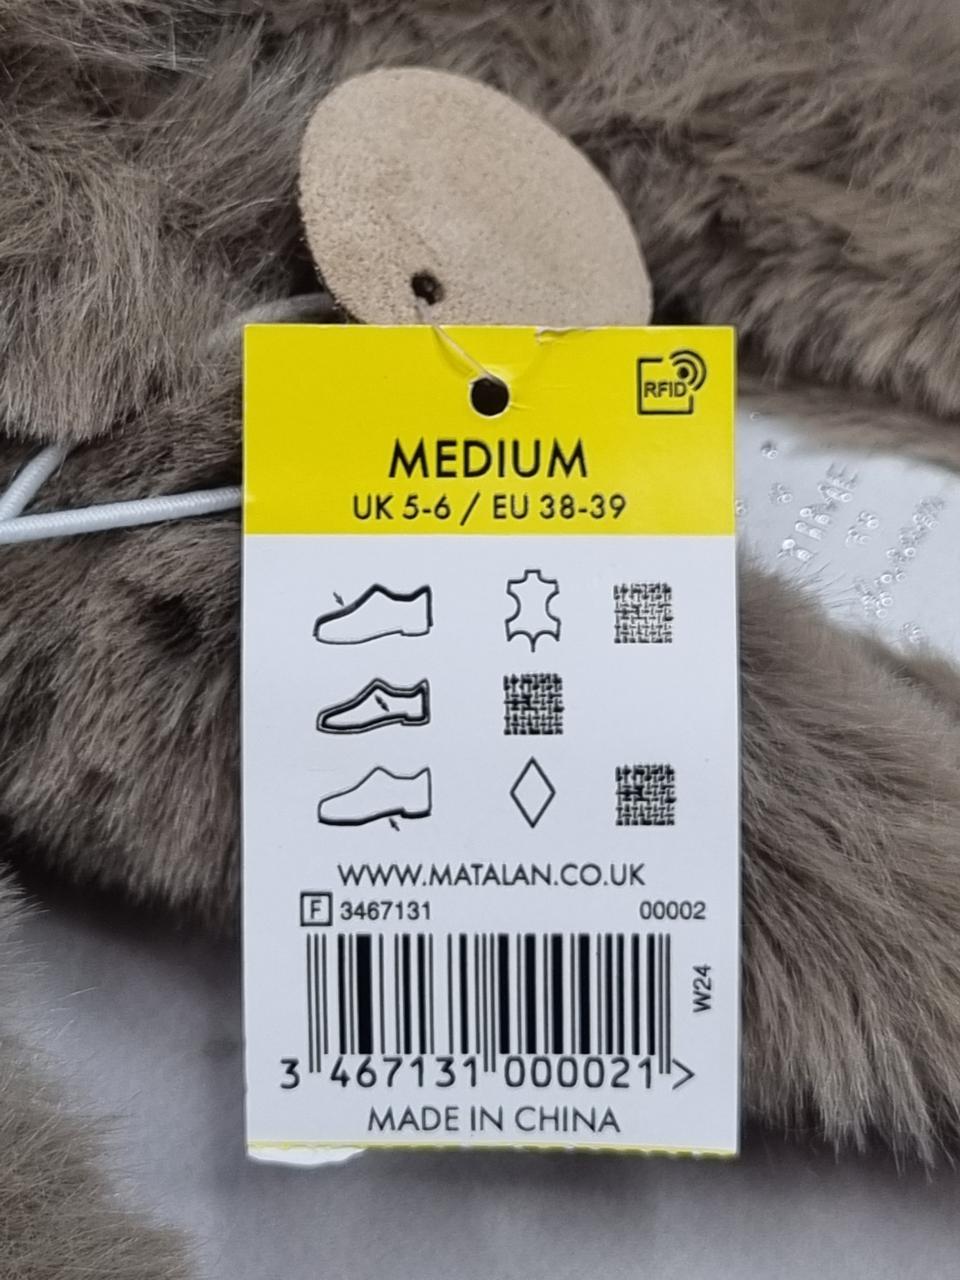 RFID
MEDIUM
UK 5-6 / EU 38-39
WWW.MATALAN.CO.UK
F 3467131 00002
W24
3 467131 000021 >
MADE IN CHINA